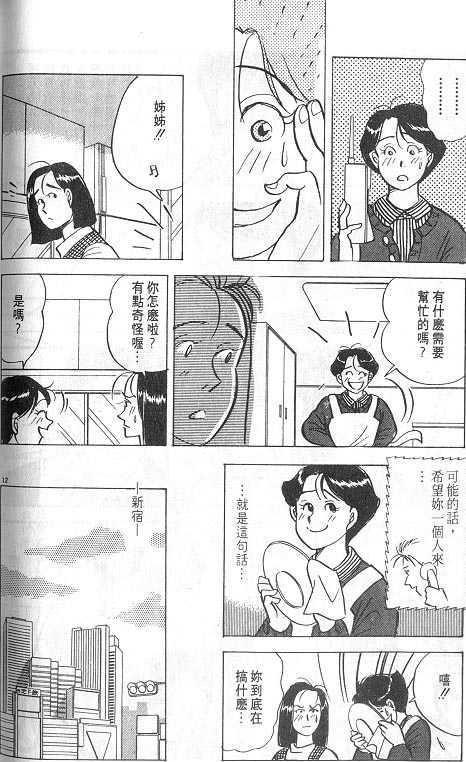 ⋯⋯⋯
姊姊!!
有什麼需要
幫忙的嗎？
你怎麼啦？
有點奇怪喔⋯
是嗎？
可能的話，
希望妳一個人來
⋯
⋯就是這句話⋯
嘻!!
妳到底在
搞什麼⋯
—新宿—
12